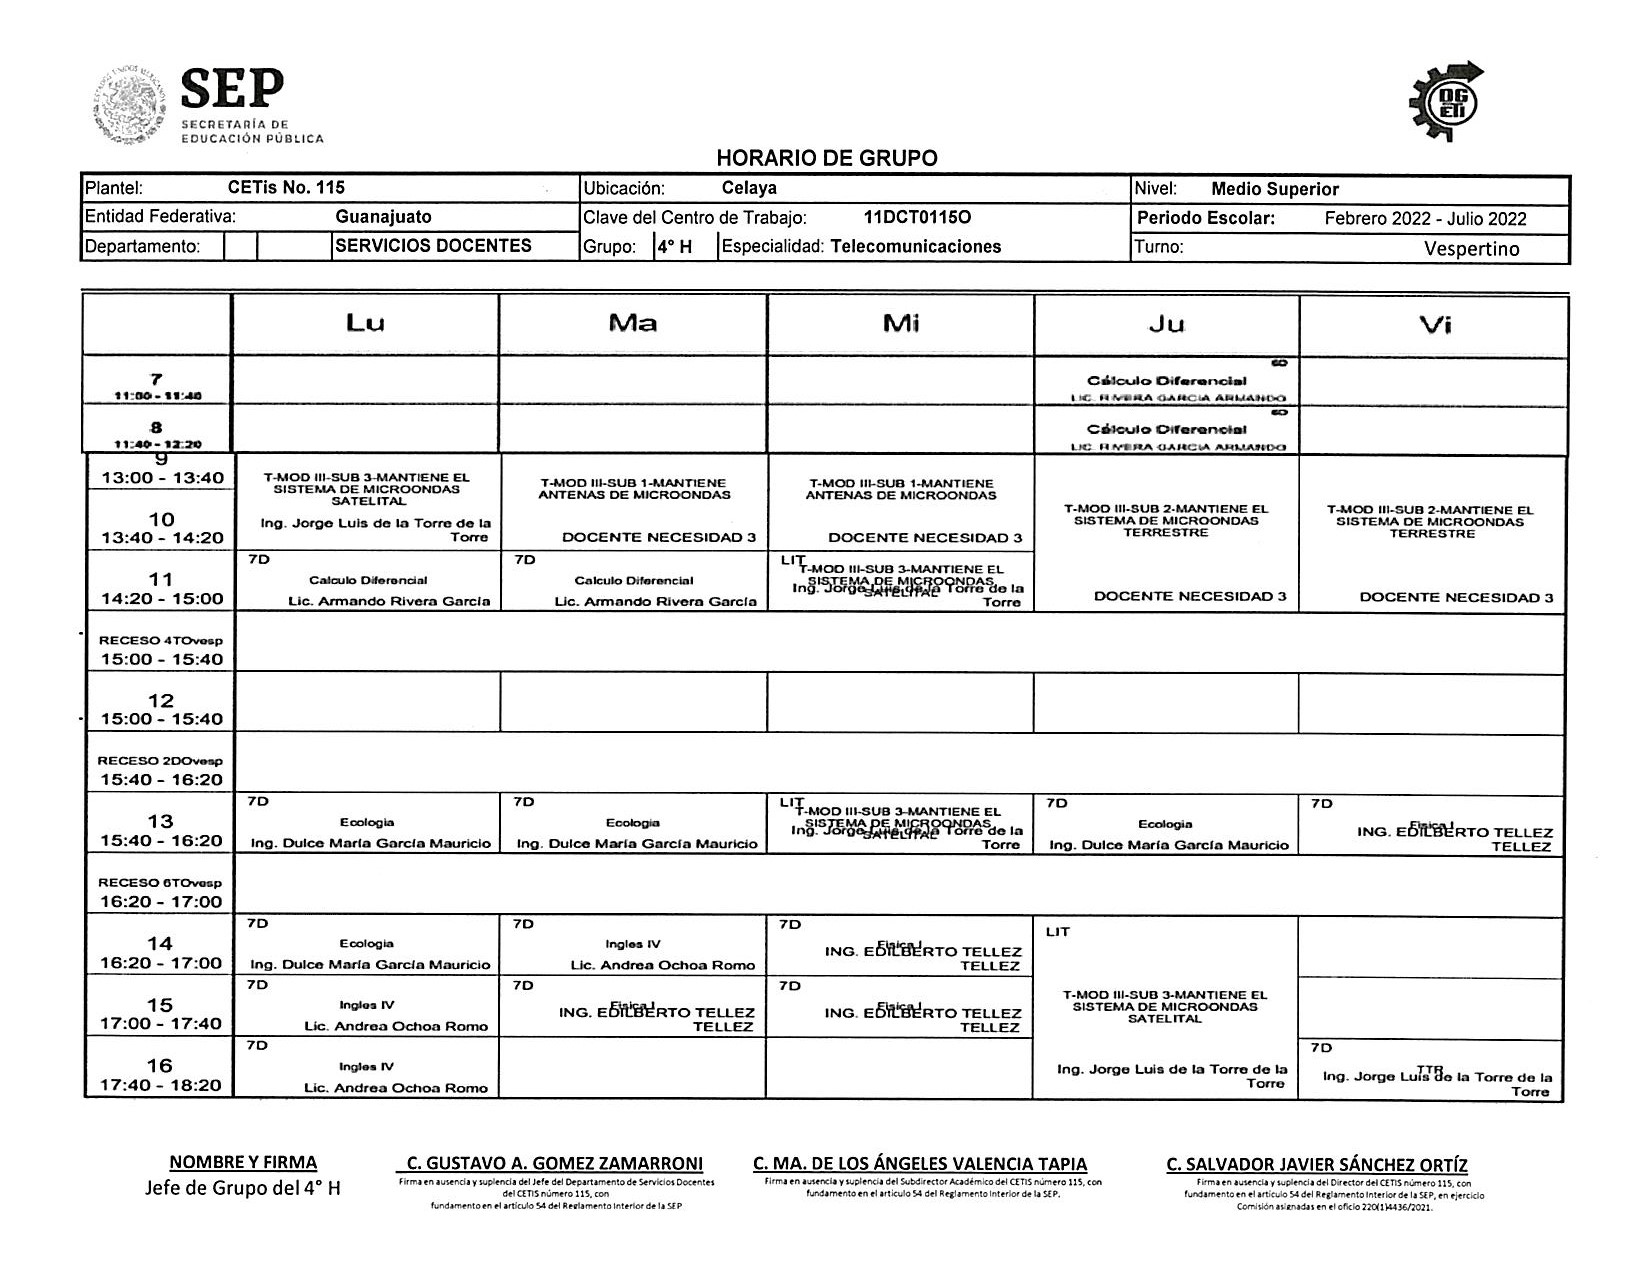 SEP
SECRETARÍA DE
EDUCACIÓN PÚBLICA
DG
ETI
HORARIO DE GRUPO
Plantel: CETis No. 115 Ubicación: Celaya Nivel: Medio Superior
Entidad Federativa: Guanajuato Clave del Centro de Trabajo: 11DCT0115O Periodo Escolar: Febrero 2022 - Julio 2022
Departamento: SERVICIOS DOCENTES Grupo: 4° H Especialidad: Telecomunicaciones Turno: Vespertino
Lu Ma Mi Ju Vi
7
11:00 - 11:40
6D
Cálculo Diferencial
LIC. RIVERA GARCIA ARMANDO
8
11:40 - 12:20
6D
Cálculo Diferencial
LIC. RIVERA GARCIA ARMANDO
9
13:00 - 13:40
10
13:40 - 14:20
T-MOD III-SUB 3-MANTIENE EL
SISTEMA DE MICROONDAS
SATELITAL
Ing. Jorge Luis de la Torre de la
Torre
T-MOD III-SUB 1-MANTIENE
ANTENAS DE MICROONDAS
DOCENTE NECESIDAD 3
T-MOD III-SUB 1-MANTIENE
ANTENAS DE MICROONDAS
DOCENTE NECESIDAD 3
T-MOD III-SUB 2-MANTIENE EL
SISTEMA DE MICROONDAS
TERRESTRE
DOCENTE NECESIDAD 3
T-MOD III-SUB 2-MANTIENE EL
SISTEMA DE MICROONDAS
TERRESTRE
DOCENTE NECESIDAD 3
11
14:20 - 15:00
7D
Calculo Diferencial
Lic. Armando Rivera García
7D
Calculo Diferencial
Lic. Armando Rivera García
LIT
T-MOD III-SUB 3-MANTIENE EL
SISTEMA DE MICROONDAS
SATELITAL
Ing. Jorge Luis de la Torre de la
Torre
RECESO 4TOvesp
15:00 - 15:40
12
15:00 - 15:40
RECESO 2DOvesp
15:40 - 16:20
13
15:40 - 16:20
7D
Ecologia
Ing. Dulce María García Mauricio
7D
Ecologia
Ing. Dulce María García Mauricio
LIT
T-MOD III-SUB 3-MANTIENE EL
SISTEMA DE MICROONDAS
SATELITAL
Ing. Jorge Luis de la Torre de la
Torre
7D
Ecologia
Ing. Dulce María García Mauricio
7D
Fisica I
ING. EDILBERTO TELLEZ
TELLEZ
RECESO 6TOvesp
16:20 - 17:00
14
16:20 - 17:00
7D
Ecologia
Ing. Dulce María García Mauricio
7D
Ingles IV
Lic. Andrea Ochoa Romo
7D
Fisica I
ING. EDILBERTO TELLEZ
TELLEZ
LIT
T-MOD III-SUB 3-MANTIENE EL
SISTEMA DE MICROONDAS
SATELITAL
Ing. Jorge Luis de la Torre de la
Torre
15
17:00 - 17:40
7D
Ingles IV
Lic. Andrea Ochoa Romo
7D
Fisica I
ING. EDILBERTO TELLEZ
TELLEZ
7D
Fisica I
ING. EDILBERTO TELLEZ
TELLEZ
16
17:40 - 18:20
7D
Ingles IV
Lic. Andrea Ochoa Romo
7D
TTR
Ing. Jorge Luis de la Torre de la
Torre
NOMBRE Y FIRMA
Jefe de Grupo del 4° H
C. GUSTAVO A. GOMEZ ZAMARRONI
Firma en ausencia y suplencia del Jefe del Departamento de Servicios Docentes
del CETIS número 115, con
fundamento en el artículo 54 del Reglamento Interior de la SEP
C. MA. DE LOS ÁNGELES VALENCIA TAPIA
Firma en ausencia y suplencia del Subdirector Académico del CETIS número 115, con
fundamento en el artículo 54 del Reglamento Interior de la SEP.
C. SALVADOR JAVIER SÁNCHEZ ORTÍZ
Firma en ausencia y suplencia del Director del CETIS número 115, con
fundamento en el artículo 54 del Reglamento Interior de la SEP, en ejercicio
Comisión asignadas en el oficio 220(1)4436/2021.